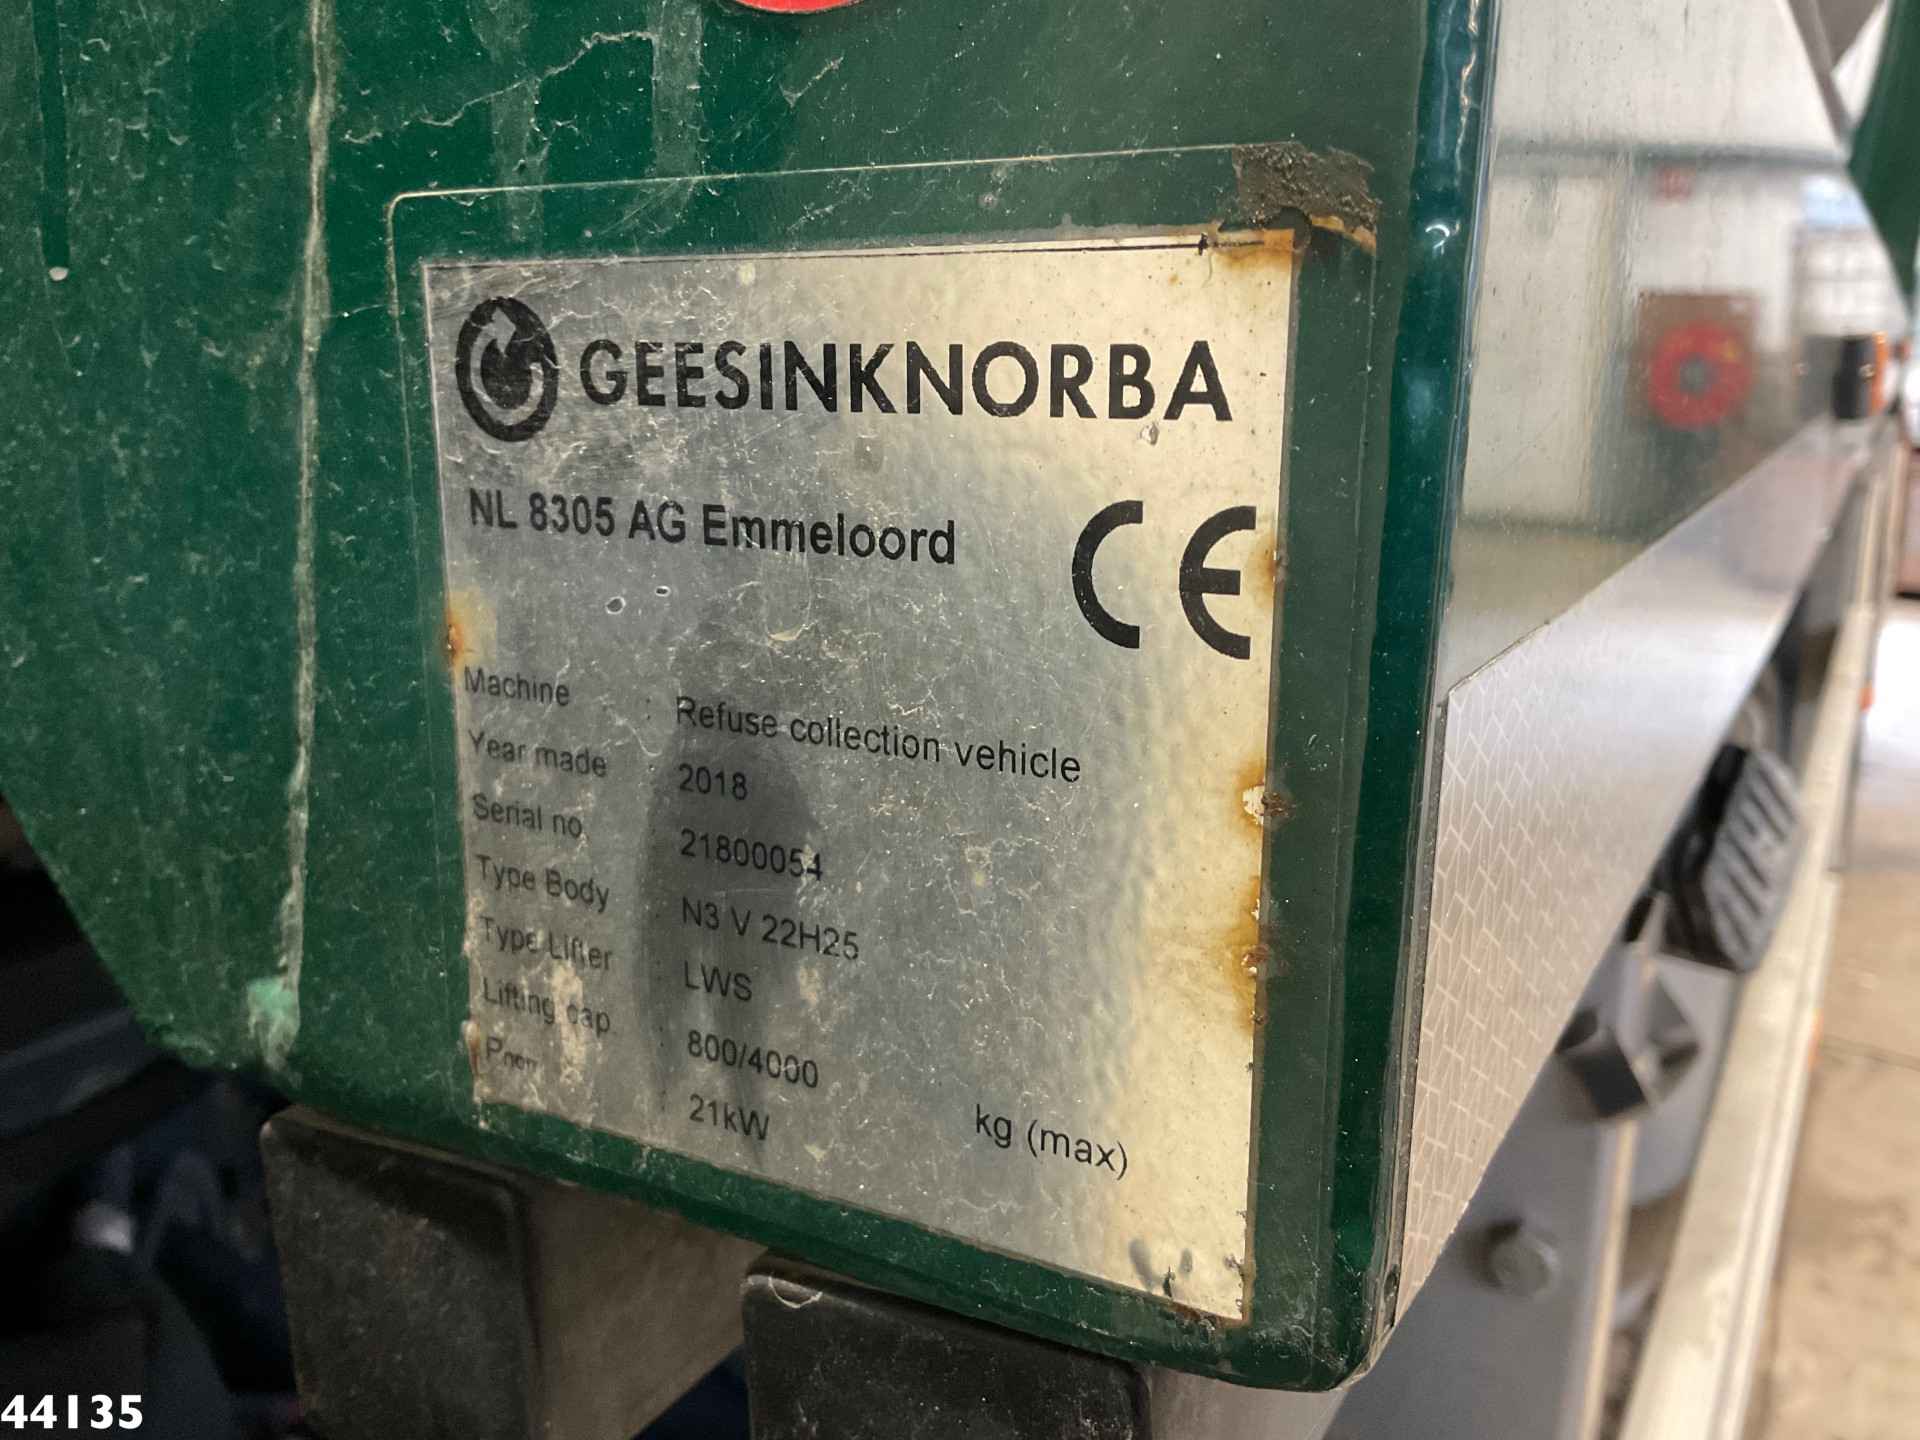 GEESINKNORBA
NL 8305 AG Emmeloord
CE
Machine : Refuse collection vehicle
Year made : 2018
Serial no. : 21800054
Type Body : N3 V 22H25
Type Lifter : LWS
Lifting cap. : 800/4000 kg (max)
Pnom : 21kW
44135